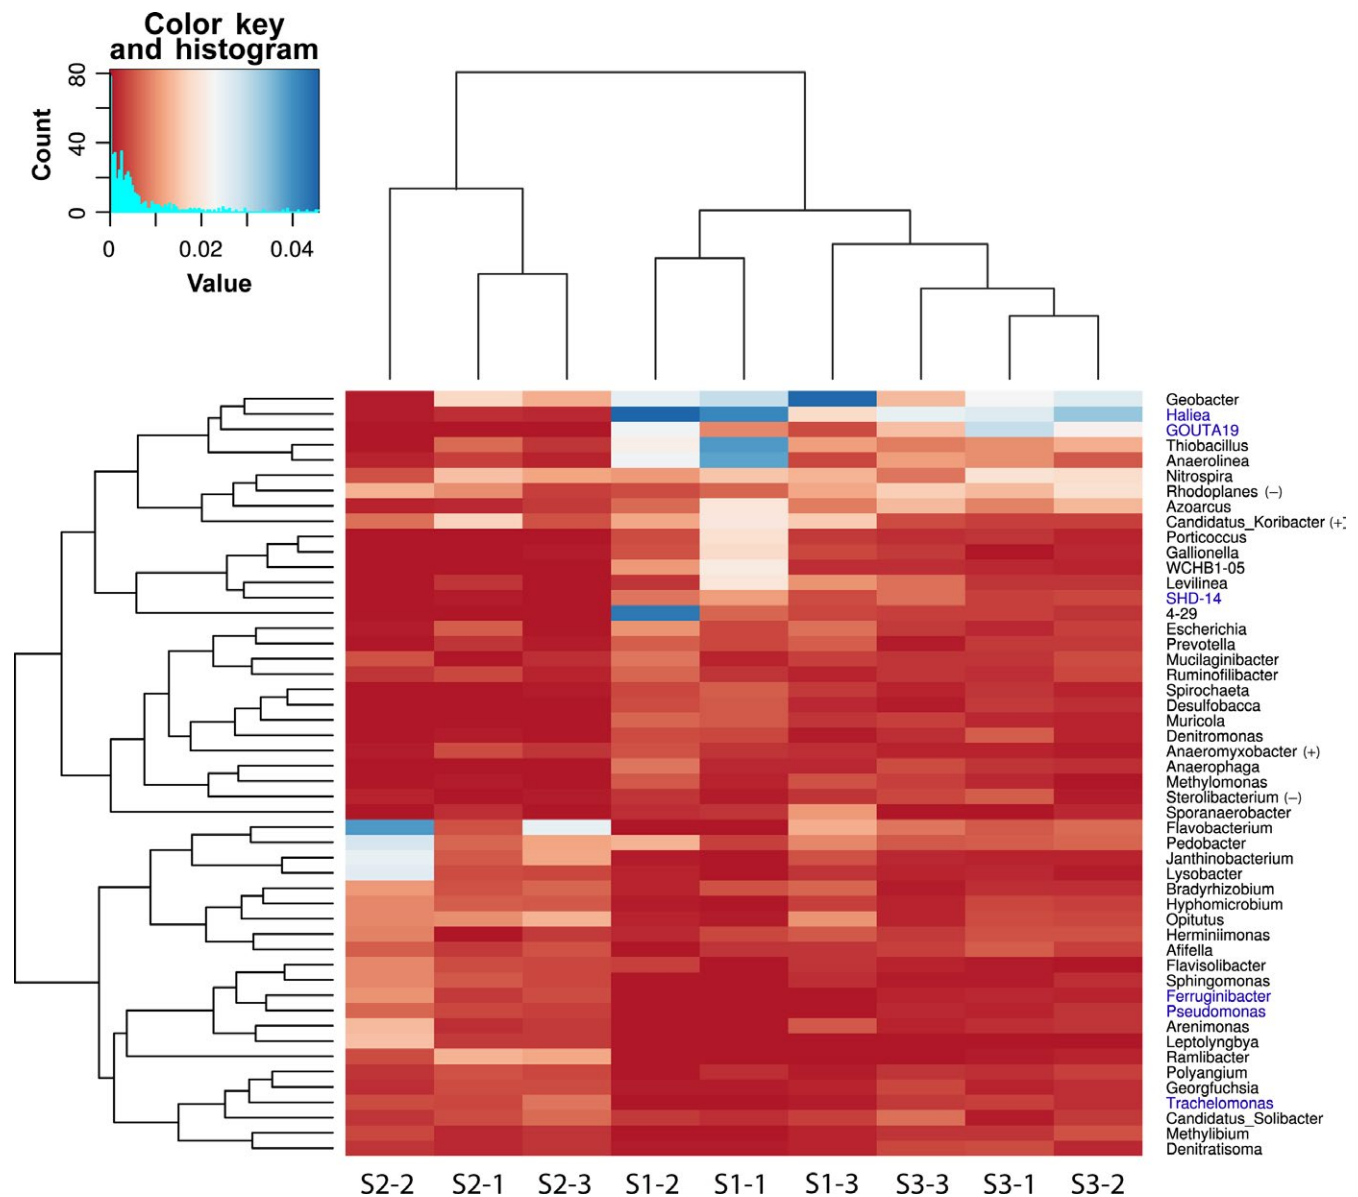 Color key
and histogram
Count
0
40
80
0
0.02
0.04
Value
Geobacter
Haliea
GOUTA19
Thiobacillus
Anaerolinea
Nitrospira
Rhodoplanes (−)
Azoarcus
Candidatus_Koribacter (+)
Porticoccus
Gallionella
WCHB1-05
Levilinea
SHD-14
4-29
Escherichia
Prevotella
Mucilaginibacter
Ruminofilibacter
Spirochaeta
Desulfobacca
Muricola
Denitromonas
Anaeromyxobacter (+)
Anaerophaga
Methylomonas
Sterolibacterium (−)
Sporanaerobacter
Flavobacterium
Pedobacter
Janthinobacterium
Lysobacter
Bradyrhizobium
Hyphomicrobium
Opitutus
Herminiimonas
Afifella
Flavisolibacter
Sphingomonas
Ferruginibacter
Pseudomonas
Arenimonas
Leptolyngbya
Ramlibacter
Polyangium
Georgfuchsia
Trachelomonas
Candidatus_Solibacter
Methylibium
Denitratisoma
S2-2 S2-1 S2-3 S1-2 S1-1 S1-3 S3-3 S3-1 S3-2